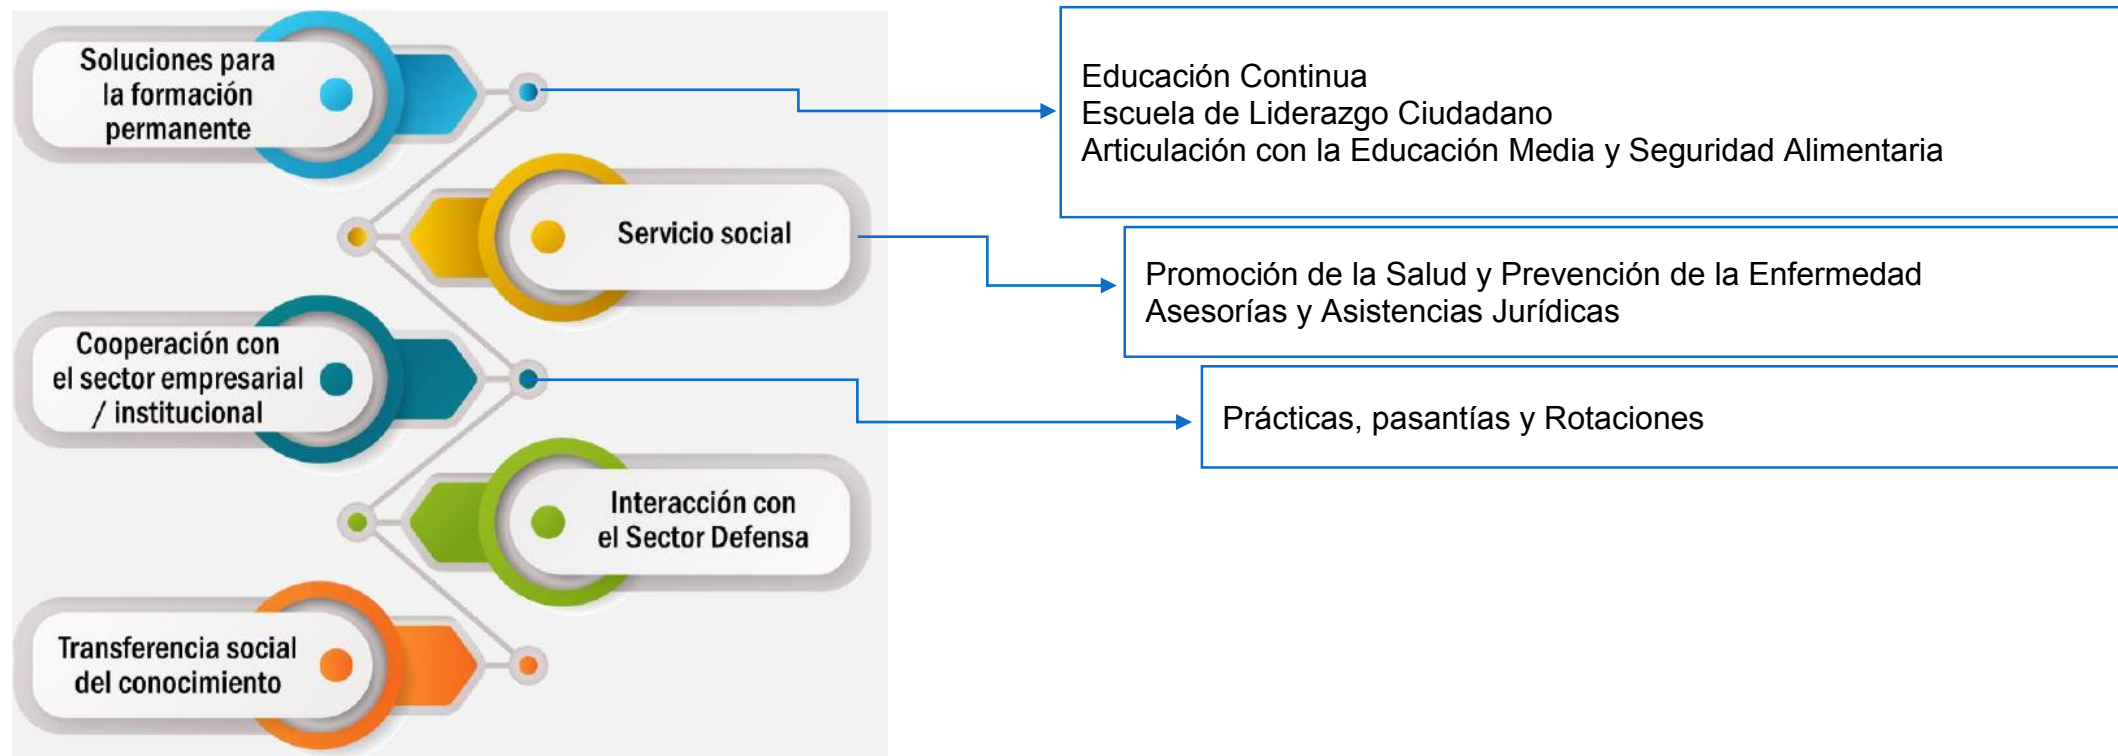 Soluciones para
la formación
permanente
Educación Continua
Escuela de Liderazgo Ciudadano
Articulación con la Educación Media y Seguridad Alimentaria
Servicio social
Promoción de la Salud y Prevención de la Enfermedad
Asesorías y Asistencias Jurídicas
Cooperación con
el sector empresarial
/ institucional
Prácticas, pasantías y Rotaciones
Interacción con
el Sector Defensa
Transferencia social
del conocimiento